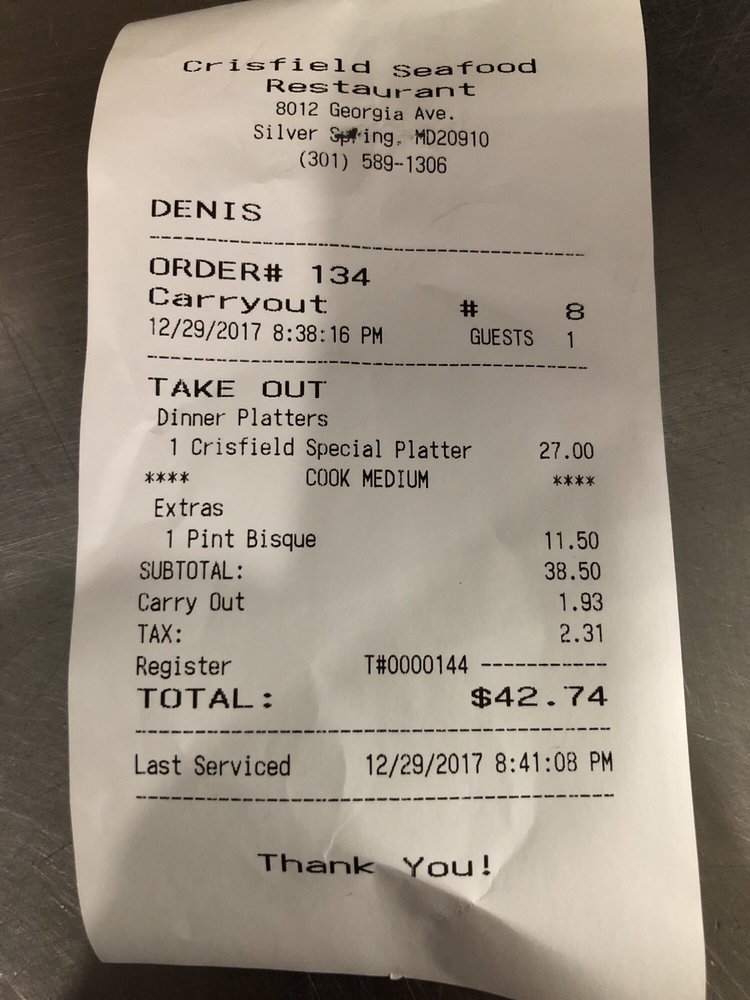 Crisfield Seafood
Restaurant
8012 Georgia Ave.
Silver Spring, MD20910
(301) 589-1306
DENIS
ORDER# 134
Carryout # 8
12/29/2017 8:38:16 PM GUESTS 1
TAKE OUT
Dinner Platters
1 Crisfield Special Platter 27.00
**** COOK MEDIUM ****
Extras
1 Pint Bisque 11.50
SUBTOTAL: 38.50
Carry Out 1.93
TAX: 2.31
Register T#0000144 -----------
TOTAL: $42.74
Last Serviced 12/29/2017 8:41:08 PM
Thank You!